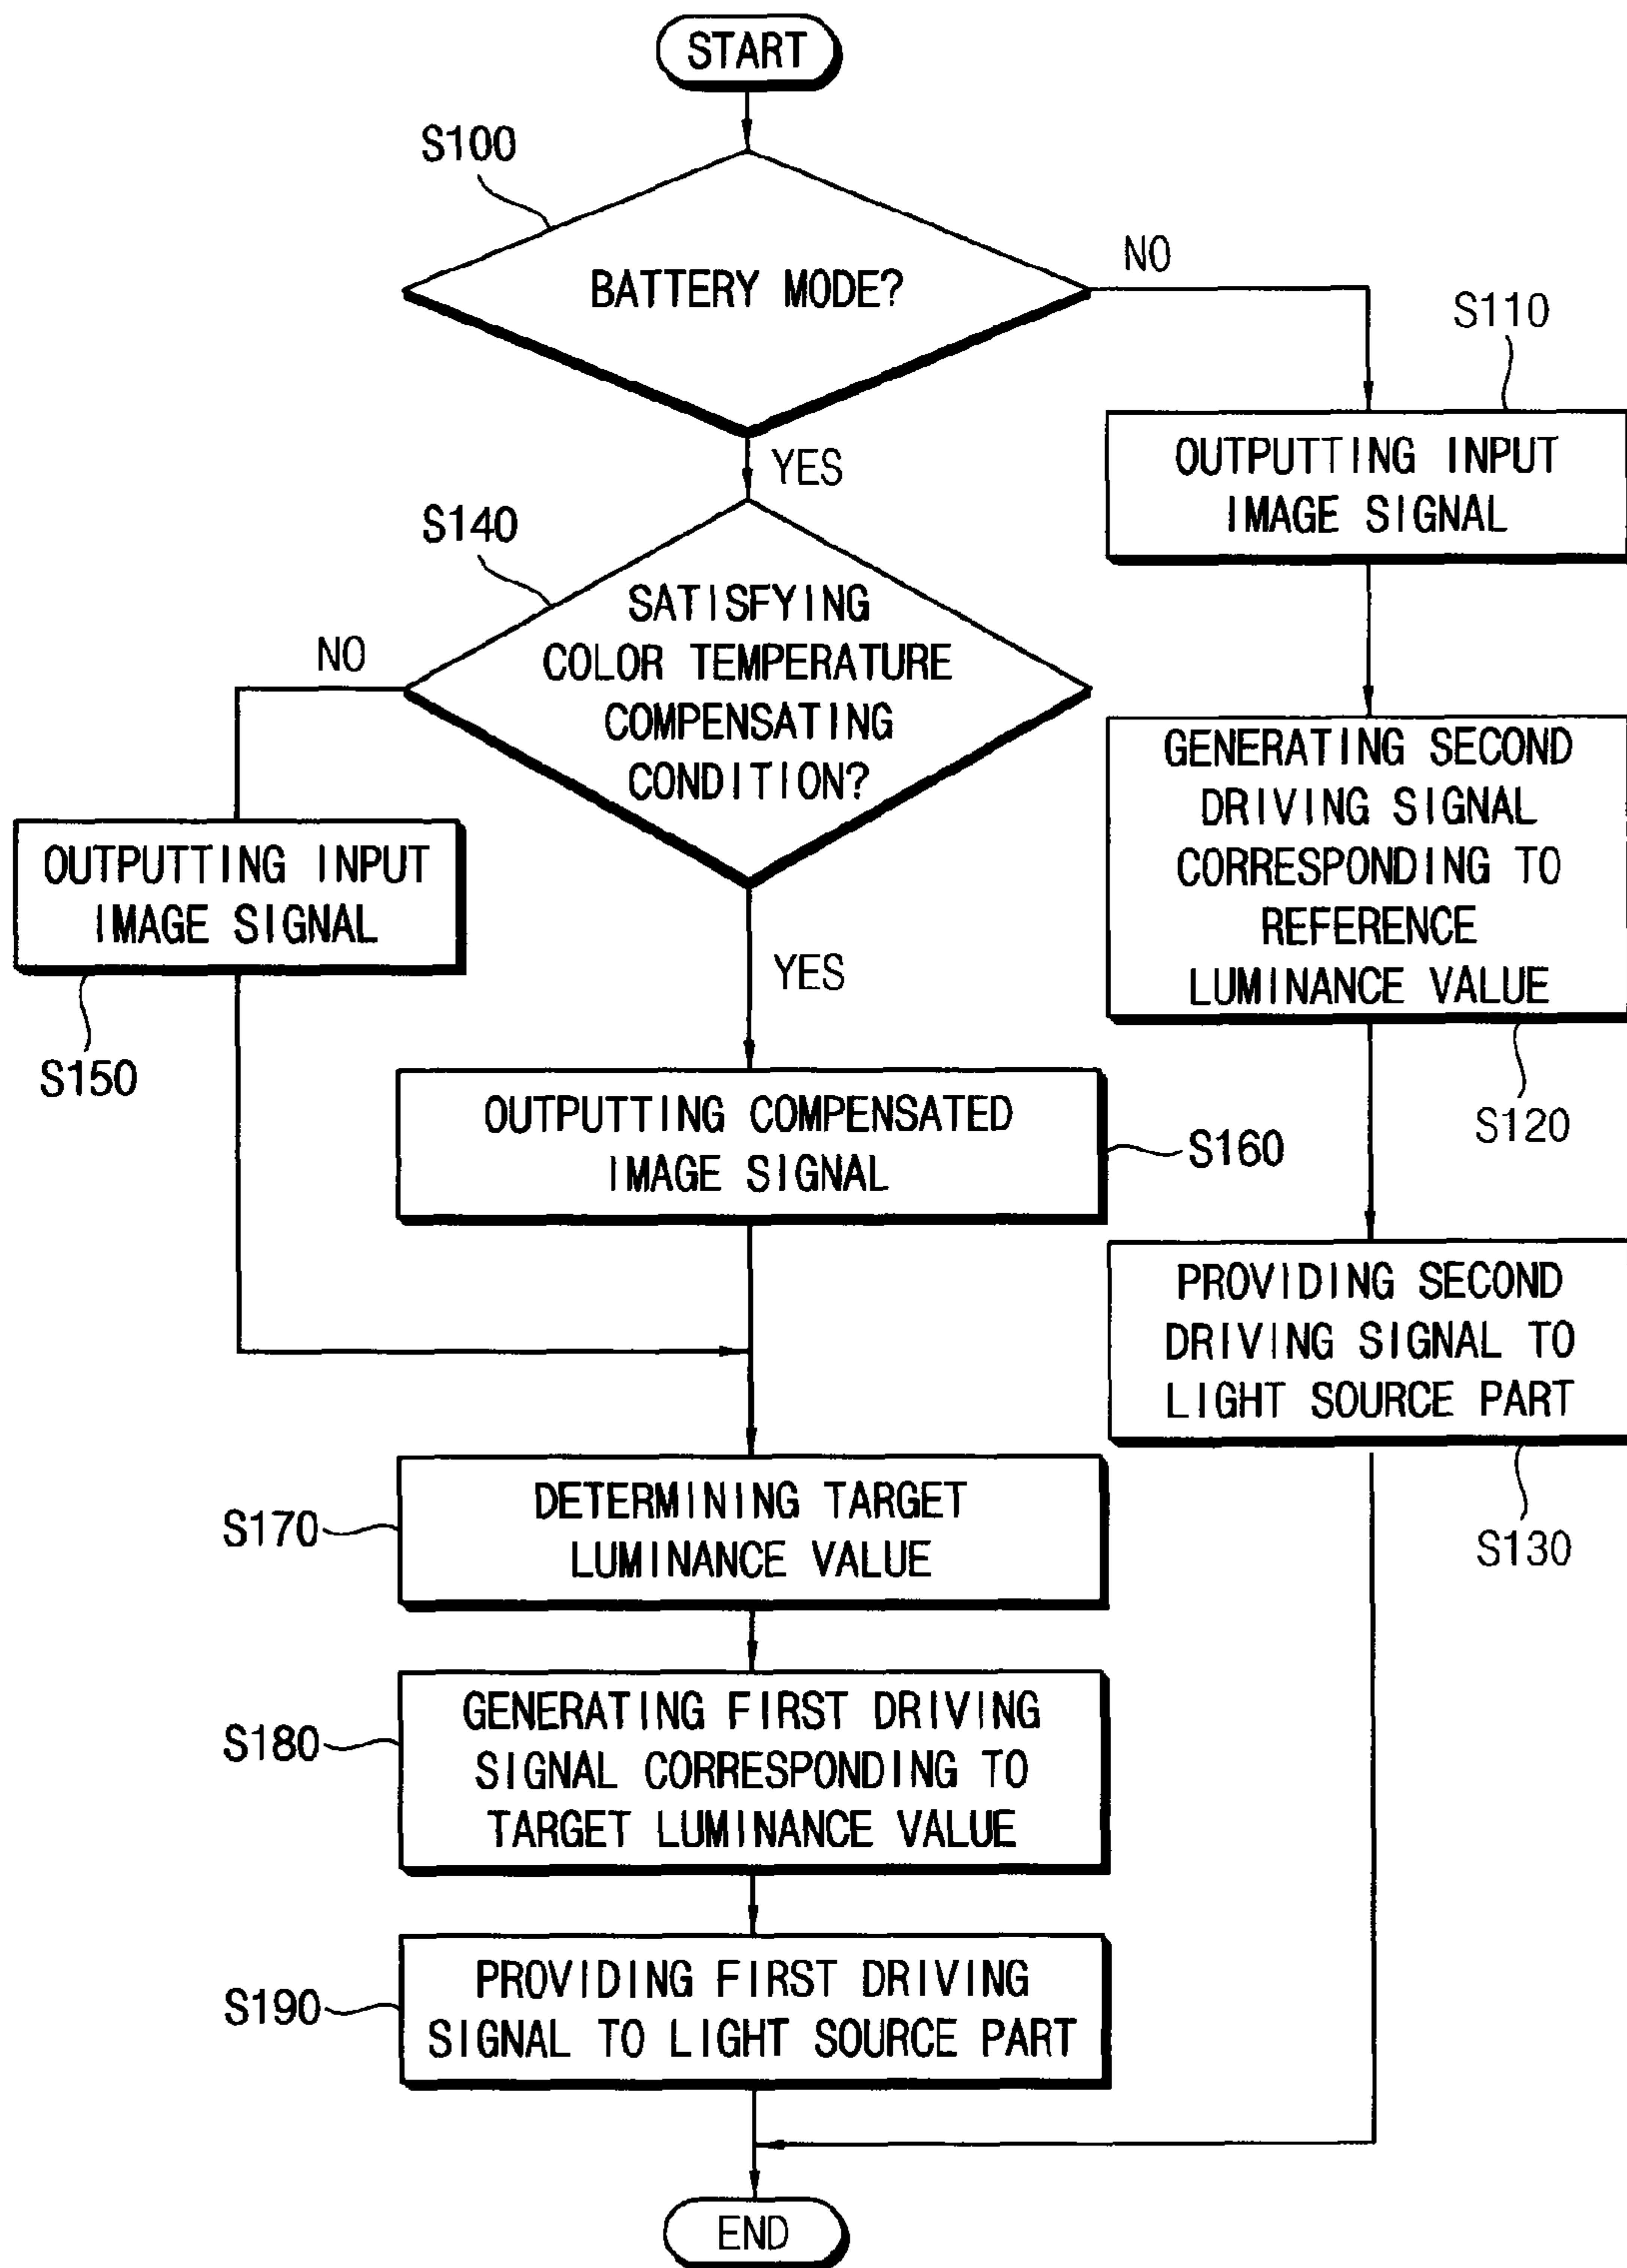 START
S100
BATTERY MODE?
NO
S110
OUTPUTTING INPUT
IMAGE SIGNAL
YES
S140
SATISFYING
COLOR TEMPERATURE
COMPENSATING
CONDITION?
NO
GENERATING SECOND
DRIVING SIGNAL
CORRESPONDING TO
REFERENCE
LUMINANCE VALUE
S120
OUTPUTTING INPUT
IMAGE SIGNAL
S150
YES
OUTPUTTING COMPENSATED
IMAGE SIGNAL
S160
PROVIDING SECOND
DRIVING SIGNAL TO
LIGHT SOURCE PART
S130
S170
DETERMINING TARGET
LUMINANCE VALUE
S180
GENERATING FIRST DRIVING
SIGNAL CORRESPONDING TO
TARGET LUMINANCE VALUE
S190
PROVIDING FIRST DRIVING
SIGNAL TO LIGHT SOURCE PART
END